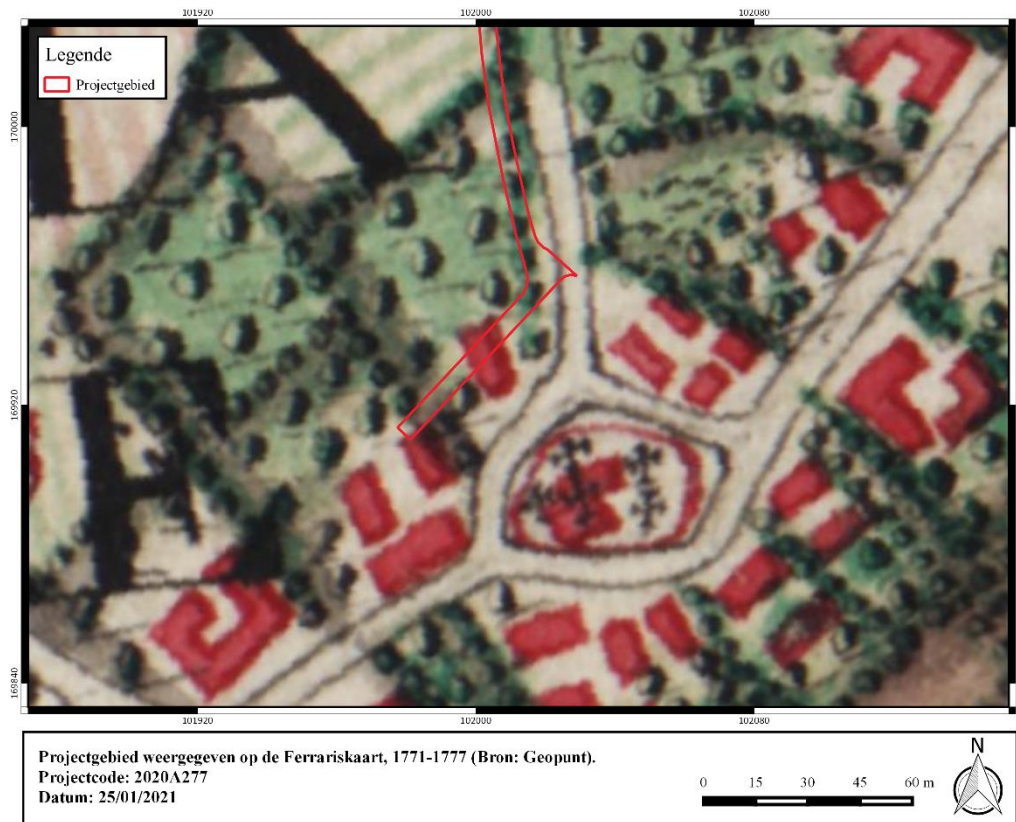 101920 102000 102080
Legende
Projectgebied
170000
169920
169840
101920 102000 102080
Projectgebied weergegeven op de Ferrariskaart, 1771-1777 (Bron: Geopunt).
Projectcode: 2020A277
Datum: 25/01/2021
0 15 30 45 60 m
N